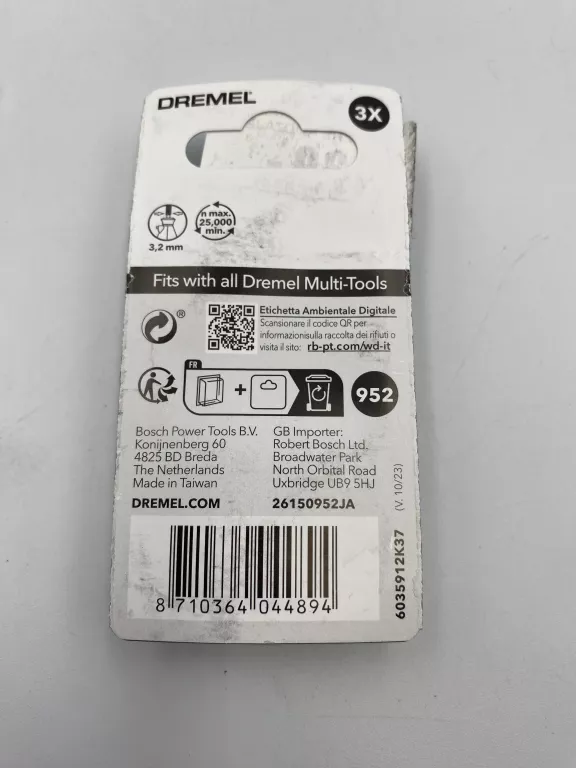 DREMEL
3X
n max.
25,000
min.
3,2 mm
Fits with all Dremel Multi-Tools
®
Etichetta Ambientale Digitale
Scansionare il codice QR per
informazionisulla raccolta dei rifiuti o
visita il sito: rb-pt.com/wd-it
FR
+
952
Bosch Power Tools B.V.
Konijnenberg 60
4825 BD Breda
The Netherlands
Made in Taiwan
DREMEL.COM
GB Importer:
Robert Bosch Ltd.
Broadwater Park
North Orbital Road
Uxbridge UB9 5HJ
26150952JA
6035912K37 (V. 10/23)
8 710364 044894